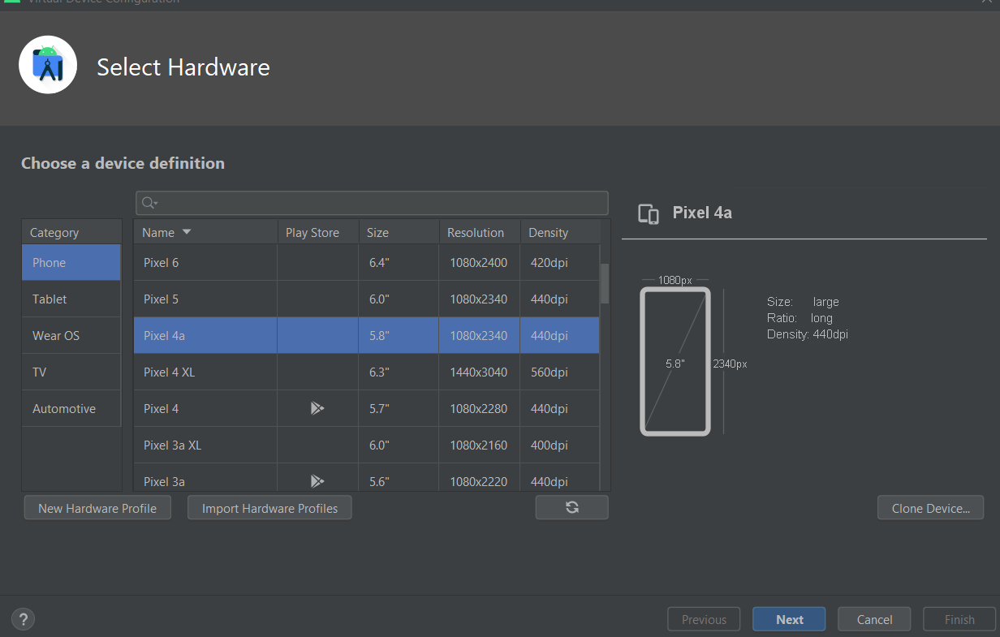 Virtual Device Configuration
Select Hardware
Choose a device definition
Category
Phone
Tablet
Wear OS
TV
Automotive
Name Play Store Size Resolution Density
Pixel 6 6.4" 1080x2400 420dpi
Pixel 5 6.0" 1080x2340 440dpi
Pixel 4a 5.8" 1080x2340 440dpi
Pixel 4 XL 6.3" 1440x3040 560dpi
Pixel 4 5.7" 1080x2280 440dpi
Pixel 3a XL 6.0" 1080x2160 400dpi
Pixel 3a 5.6" 1080x2220 440dpi
Pixel 4a
1080px
5.8"
2340px
Size: large
Ratio: long
Density: 440dpi
New Hardware Profile
Import Hardware Profiles
Clone Device...
?
Previous
Next
Cancel
Finish